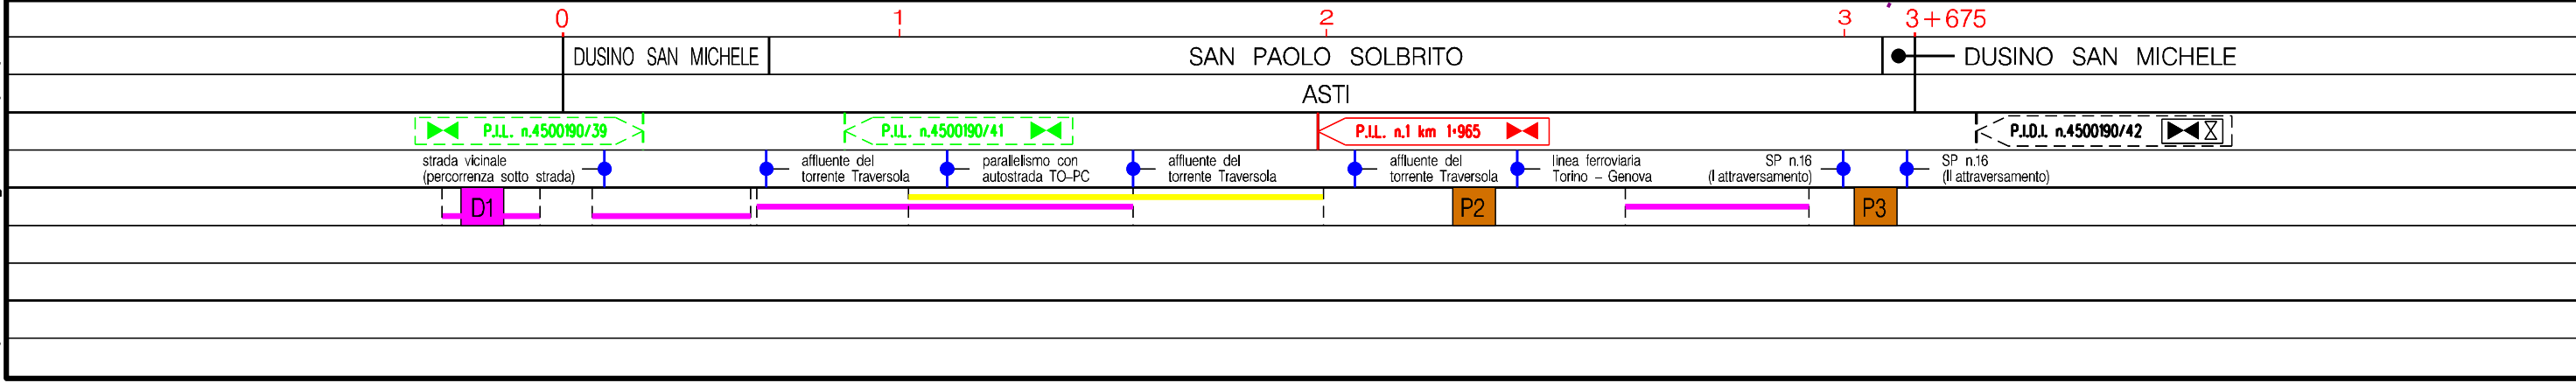 0 1 2 3 3+675
DUSINO SAN MICHELE SAN PAOLO SOLBRITO DUSINO SAN MICHELE
ASTI
P.I.L. n.4500190/39 P.I.L. n.4500190/41 P.I.L. n.1 km 1+965 P.I.D.I. n.4500190/42
strada vicinale
(percorrenza sotto strada)
affluente del
torrente Traversola
parallelismo con
autostrada TO-PC
affluente del
torrente Traversola
affluente del
torrente Traversola
linea ferroviaria
Torino - Genova
SP n.16
(I attraversamento)
SP n.16
(II attraversamento)
D1 P2 P3